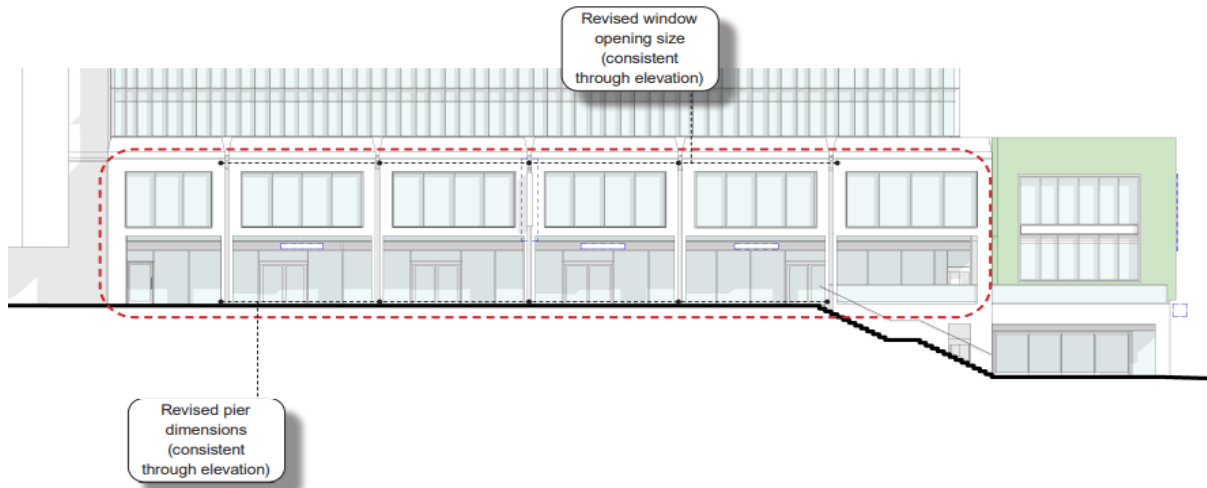 Revised window
opening size
(consistent
through elevation)
Revised pier
dimensions
(consistent
through elevation)